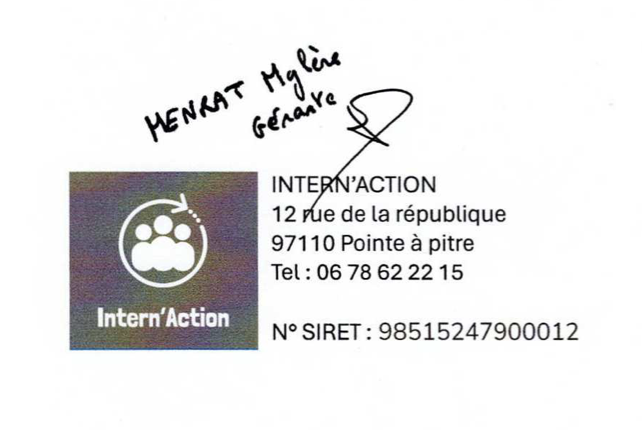 MENRAT Mylène
Gérante
INTERN'ACTION
12 rue de la république
97110 Pointe à pitre
Tel : 06 78 62 22 15
Intern'Action
N° SIRET : 98515247900012